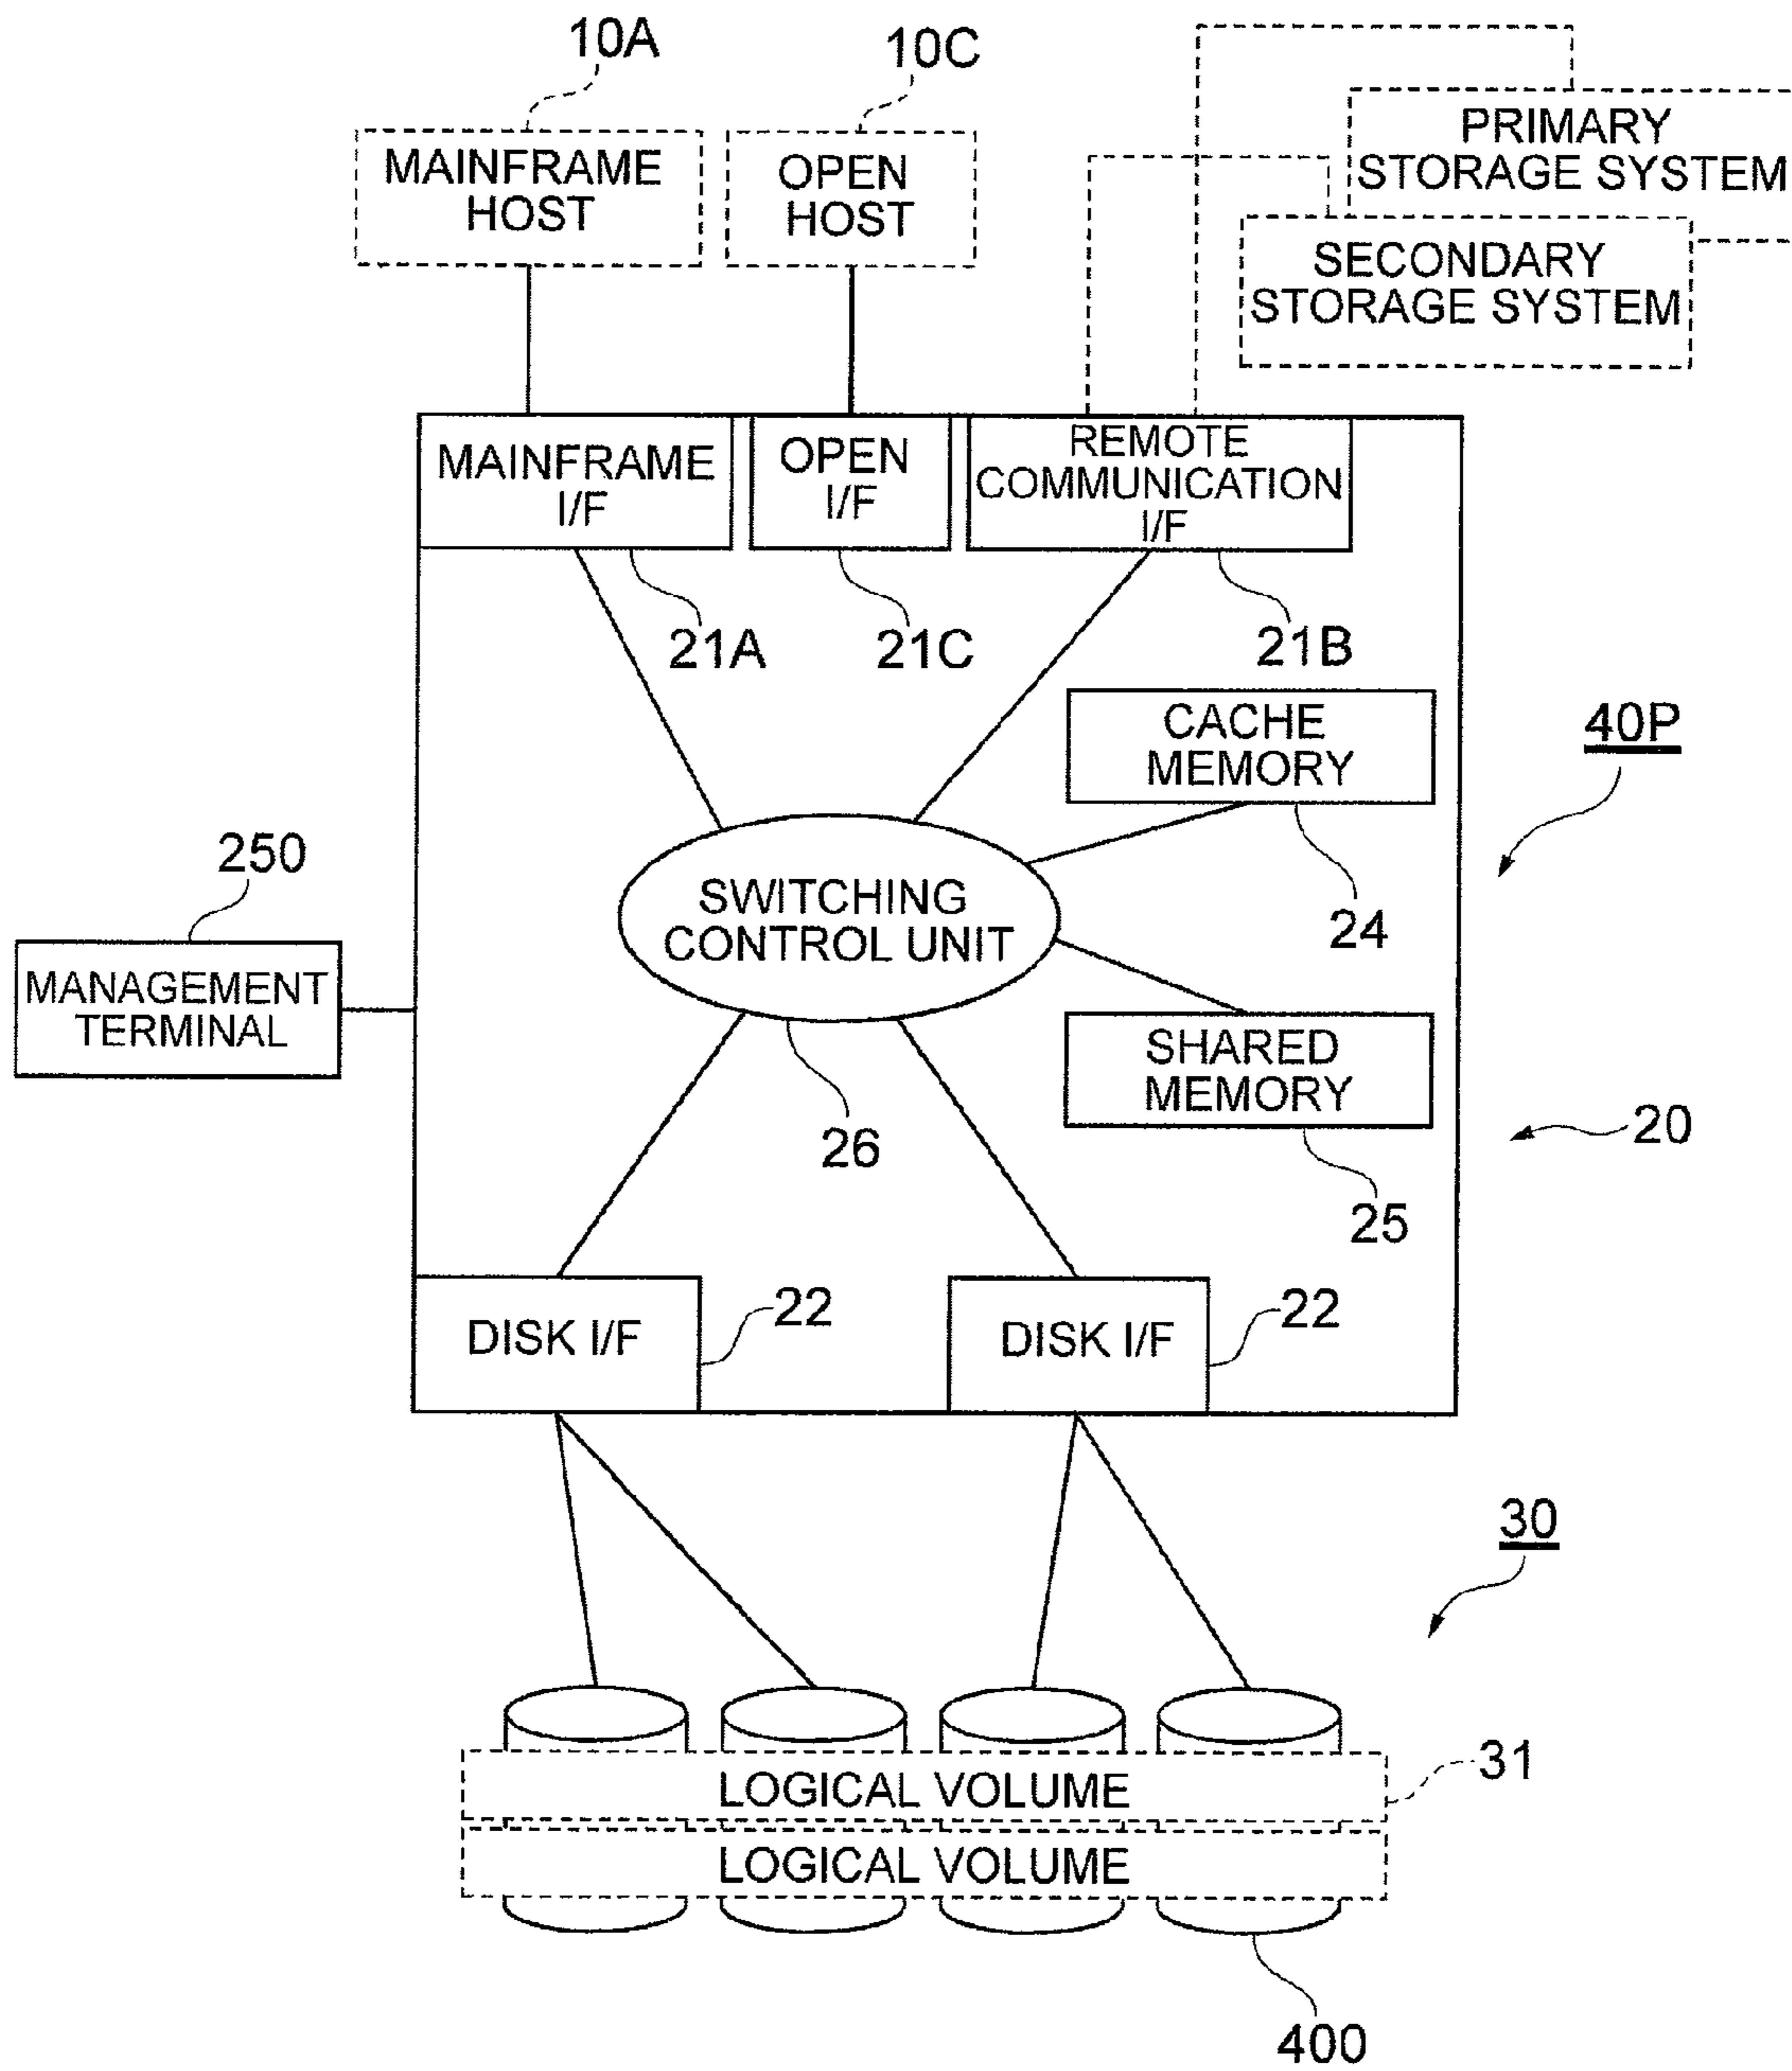 10A
10C
MAINFRAME
HOST
OPEN
HOST
PRIMARY
STORAGE SYSTEM
SECONDARY
STORAGE SYSTEM
MAINFRAME
I/F
OPEN
I/F
REMOTE
COMMUNICATION
I/F
21A
21C
21B
CACHE
MEMORY
40P
250
SWITCHING
CONTROL UNIT
24
MANAGEMENT
TERMINAL
SHARED
MEMORY
26
20
25
DISK I/F
22
DISK I/F
22
30
LOGICAL VOLUME
31
LOGICAL VOLUME
400